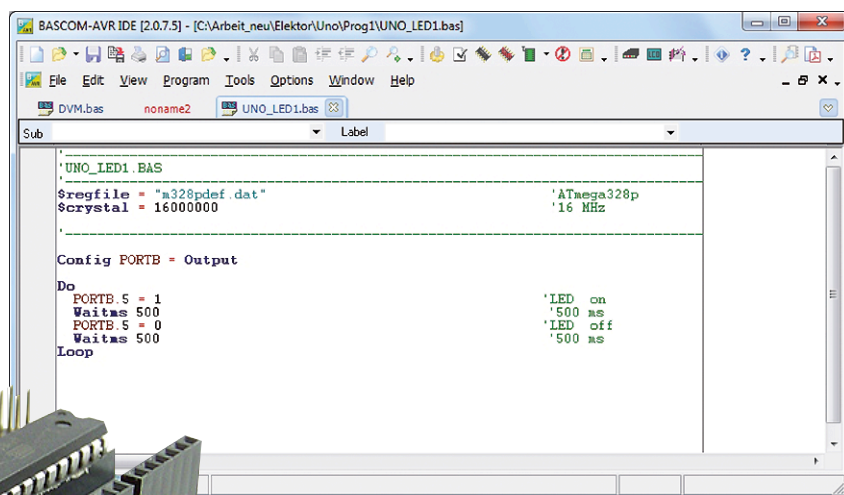 BASCOM-AVR IDE [2.0.7.5] - [C:\Arbeit_neu\Elektor\Uno\Prog1\UNO_LED1.bas]
File Edit View Program Tools Options Window Help
DVM.bas noname2 UNO_LED1.bas
Sub Label
'UNO_LED1.BAS
$regfile = "m328pdef.dat" 'ATmega328p
$crystal = 16000000 '16 MHz
Config PORTB = Output
Do
PORTB.5 = 1 'LED on
Waitms 500 '500 ms
PORTB.5 = 0 'LED off
Waitms 500 '500 ms
Loop